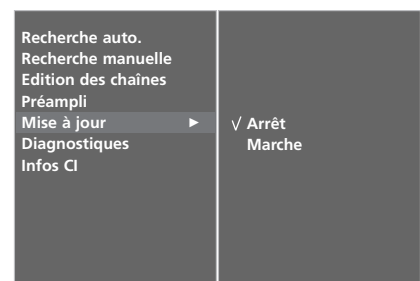 Recherche auto.
Recherche manuelle
Edition des chaînes
Préampli
Mise à jour ►
Diagnostiques
Infos CI
√ Arrêt
Marche